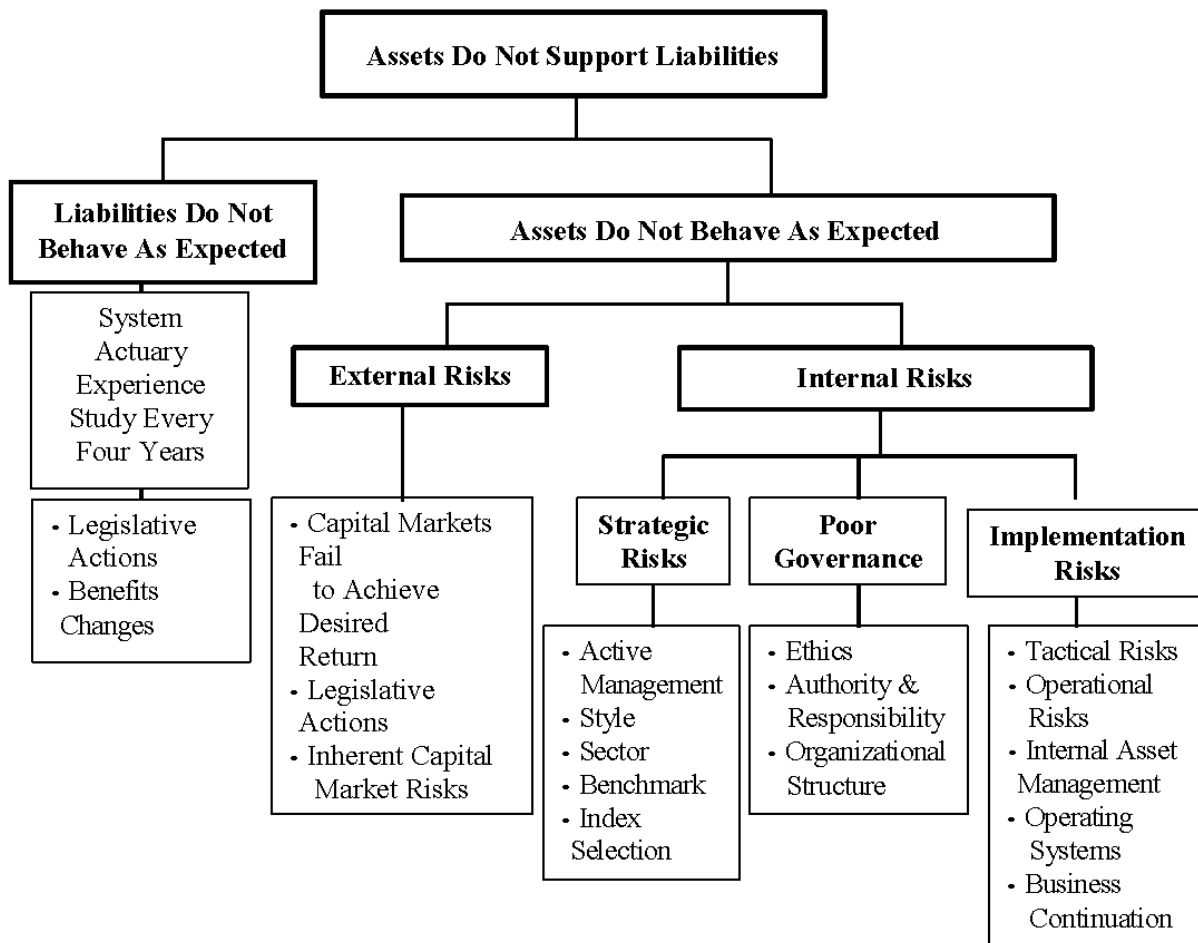 Assets Do Not Support Liabilities
Liabilities Do Not
Behave As Expected
Assets Do Not Behave As Expected
System
Actuary
Experience
Study Every
Four Years
External Risks
Internal Risks
• Legislative
Actions
• Benefits
Changes
• Capital Markets
Fail
to Achieve
Desired
Return
• Legislative
Actions
• Inherent Capital
Market Risks
Strategic
Risks
Poor
Governance
Implementation
Risks
• Active
Management
• Style
• Sector
• Benchmark
• Index
Selection
• Ethics
• Authority &
Responsibility
• Organizational
Structure
• Tactical Risks
• Operational
Risks
• Internal Asset
Management
• Operating
Systems
• Business
Continuation